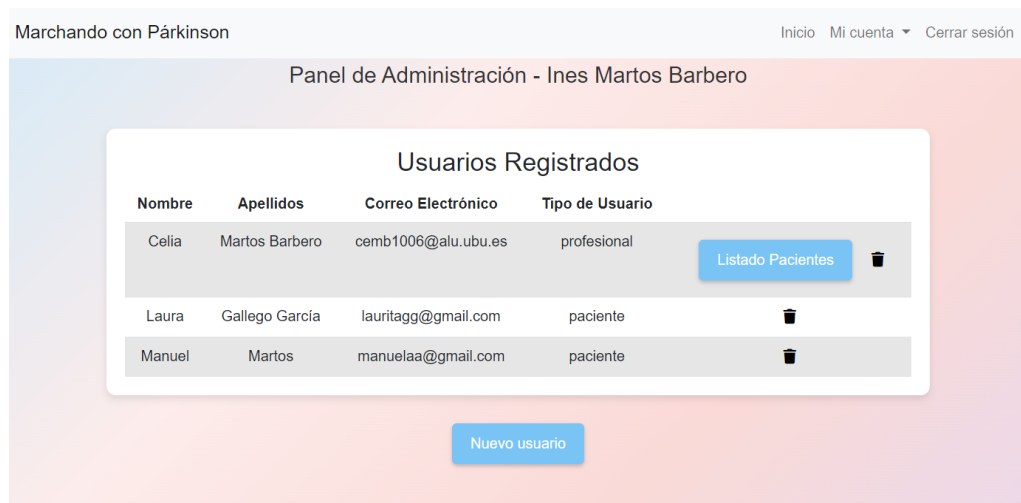 Marchando con Párkinson Inicio Mi cuenta Cerrar sesión
Panel de Administración - Ines Martos Barbero
Usuarios Registrados
Nombre Apellidos Correo Electrónico Tipo de Usuario
Celia Martos Barbero cemb1006@alu.ubu.es profesional
Listado Pacientes
Laura Gallego García lauritagg@gmail.com paciente
Manuel Martos manuelaa@gmail.com paciente
Nuevo usuario